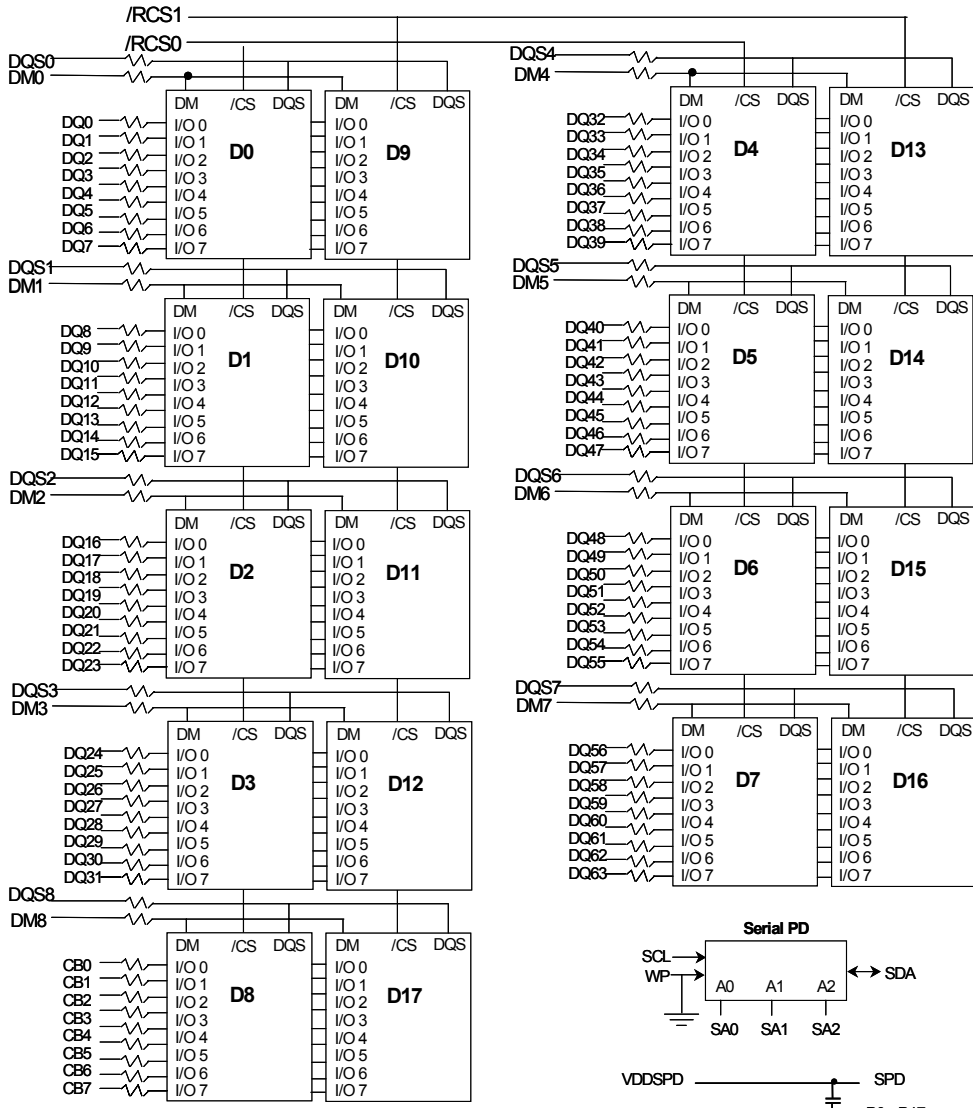 /RCS1
/RCS0
DQS0
DM0
DM /CS DQS /CS DQS
DQ0 I/O 0
DQ1 I/O 1
DQ2 I/O 2
DQ3 I/O 3
DQ4 I/O 4
DQ5 I/O 5
DQ6 I/O 6
DQ7 I/O 7
D0
DM /CS DQS
I/O 0
I/O 1
I/O 2
I/O 3
I/O 4
I/O 5
I/O 6
I/O 7
D9
DQS1
DM1
DM /CS DQS
DQ8 I/O 0
DQ9 I/O 1
DQ10 I/O 2
DQ11 I/O 3
DQ12 I/O 4
DQ13 I/O 5
DQ14 I/O 6
DQ15 I/O 7
D1
DM /CS DQS
I/O 0
I/O 1
I/O 2
I/O 3
I/O 4
I/O 5
I/O 6
I/O 7
D10
DQS2
DM2
DM /CS DQS
DQ16 I/O 0
DQ17 I/O 1
DQ18 I/O 2
DQ19 I/O 3
DQ20 I/O 4
DQ21 I/O 5
DQ22 I/O 6
DQ23 I/O 7
D2
DM /CS DQS
I/O 0
I/O 1
I/O 2
I/O 3
I/O 4
I/O 5
I/O 6
I/O 7
D11
DQS3
DM3
DM /CS DQS
DQ24 I/O 0
DQ25 I/O 1
DQ26 I/O 2
DQ27 I/O 3
DQ28 I/O 4
DQ29 I/O 5
DQ30 I/O 6
DQ31 I/O 7
D3
DM /CS DQS
I/O 0
I/O 1
I/O 2
I/O 3
I/O 4
I/O 5
I/O 6
I/O 7
D12
DQS8
DM8
DM /CS DQS
CB0 I/O 0
CB1 I/O 1
CB2 I/O 2
CB3 I/O 3
CB4 I/O 4
CB5 I/O 5
CB6 I/O 6
CB7 I/O 7
D8
DM /CS DQS
I/O 0
I/O 1
I/O 2
I/O 3
I/O 4
I/O 5
I/O 6
I/O 7
D17
DQS4
DM4
DM /CS DQS
DQ32 I/O 0
DQ33 I/O 1
DQ34 I/O 2
DQ35 I/O 3
DQ36 I/O 4
DQ37 I/O 5
DQ38 I/O 6
DQ39 I/O 7
D4
DM /CS DQS
I/O 0
I/O 1
I/O 2
I/O 3
I/O 4
I/O 5
I/O 6
I/O 7
D13
DQS5
DM5
DM /CS DQS
DQ40 I/O 0
DQ41 I/O 1
DQ42 I/O 2
DQ43 I/O 3
DQ44 I/O 4
DQ45 I/O 5
DQ46 I/O 6
DQ47 I/O 7
D5
DM /CS DQS
I/O 0
I/O 1
I/O 2
I/O 3
I/O 4
I/O 5
I/O 6
I/O 7
D14
DQS6
DM6
DM /CS DQS
DQ48 I/O 0
DQ49 I/O 1
DQ50 I/O 2
DQ51 I/O 3
DQ52 I/O 4
DQ53 I/O 5
DQ54 I/O 6
DQ55 I/O 7
D6
DM /CS DQS
I/O 0
I/O 1
I/O 2
I/O 3
I/O 4
I/O 5
I/O 6
I/O 7
D15
DQS7
DM7
DM /CS DQS
DQ56 I/O 0
DQ57 I/O 1
DQ58 I/O 2
DQ59 I/O 3
DQ60 I/O 4
DQ61 I/O 5
DQ62 I/O 6
DQ63 I/O 7
D7
DM /CS DQS
I/O 0
I/O 1
I/O 2
I/O 3
I/O 4
I/O 5
I/O 6
I/O 7
D16
Serial PD
SCL
WP
SDA
A0 A1 A2
SA0 SA1 SA2
VDDSPD SPD